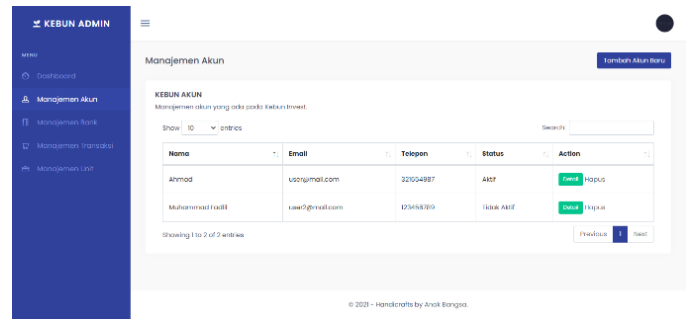 KEBUN ADMIN
MENU
Dashboard
Manajemen Akun
Manajemen Bank
Manajemen Transaksi
Manajemen Unit
Manajemen Akun
Tambah Akun Baru
KEBUN AKUN
Manajemen akun yang ada pada Kebun Invest.
Show 10 entries
Search:
Nama Email Telepon Status Action
Ahmad user@mail.com 321654987 Aktif Detail Hapus
Muhammad Fadli user2@mail.com 123456789 Tidak Aktif Detail Hapus
Showing 1 to 2 of 2 entries
Previous 1 Next
© 2021 - Handicrafts by Anak Bangsa.